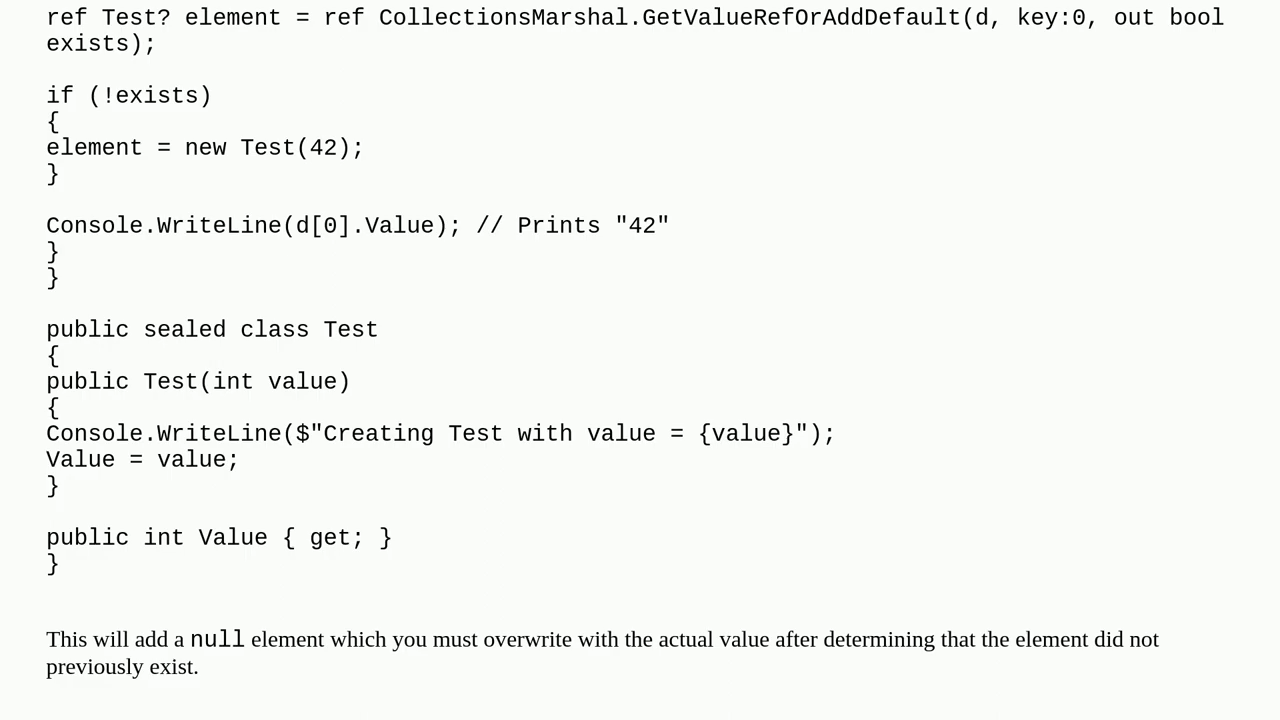 ref Test? element = ref CollectionsMarshal.GetValueRefOrAddDefault(d, key:0, out bool
exists);
if (!exists)
{
element = new Test(42);
}
Console.WriteLine(d[0].Value); // Prints "42"
}
}
public sealed class Test
{
public Test(int value)
{
Console.WriteLine($"Creating Test with value = {value}");
Value = value;
}
public int Value { get; }
}
This will add a null element which you must overwrite with the actual value after determining that the element did not
previously exist.